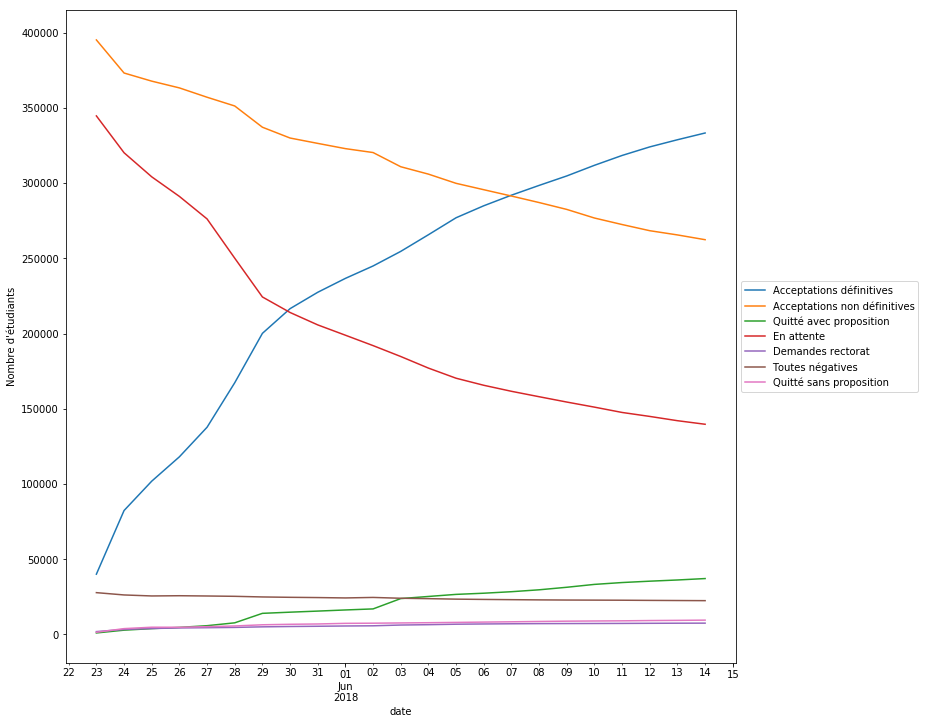 400000
350000
300000
250000
200000
150000
100000
50000
0
Nombre d'étudiants
22 23 24 25 26 27 28 29 30 31 01 02 03 04 05 06 07 08 09 10 11 12 13 14 15
Jun
2018
date
Acceptations définitives
Acceptations non définitives
Quitté avec proposition
En attente
Demandes rectorat
Toutes négatives
Quitté sans proposition